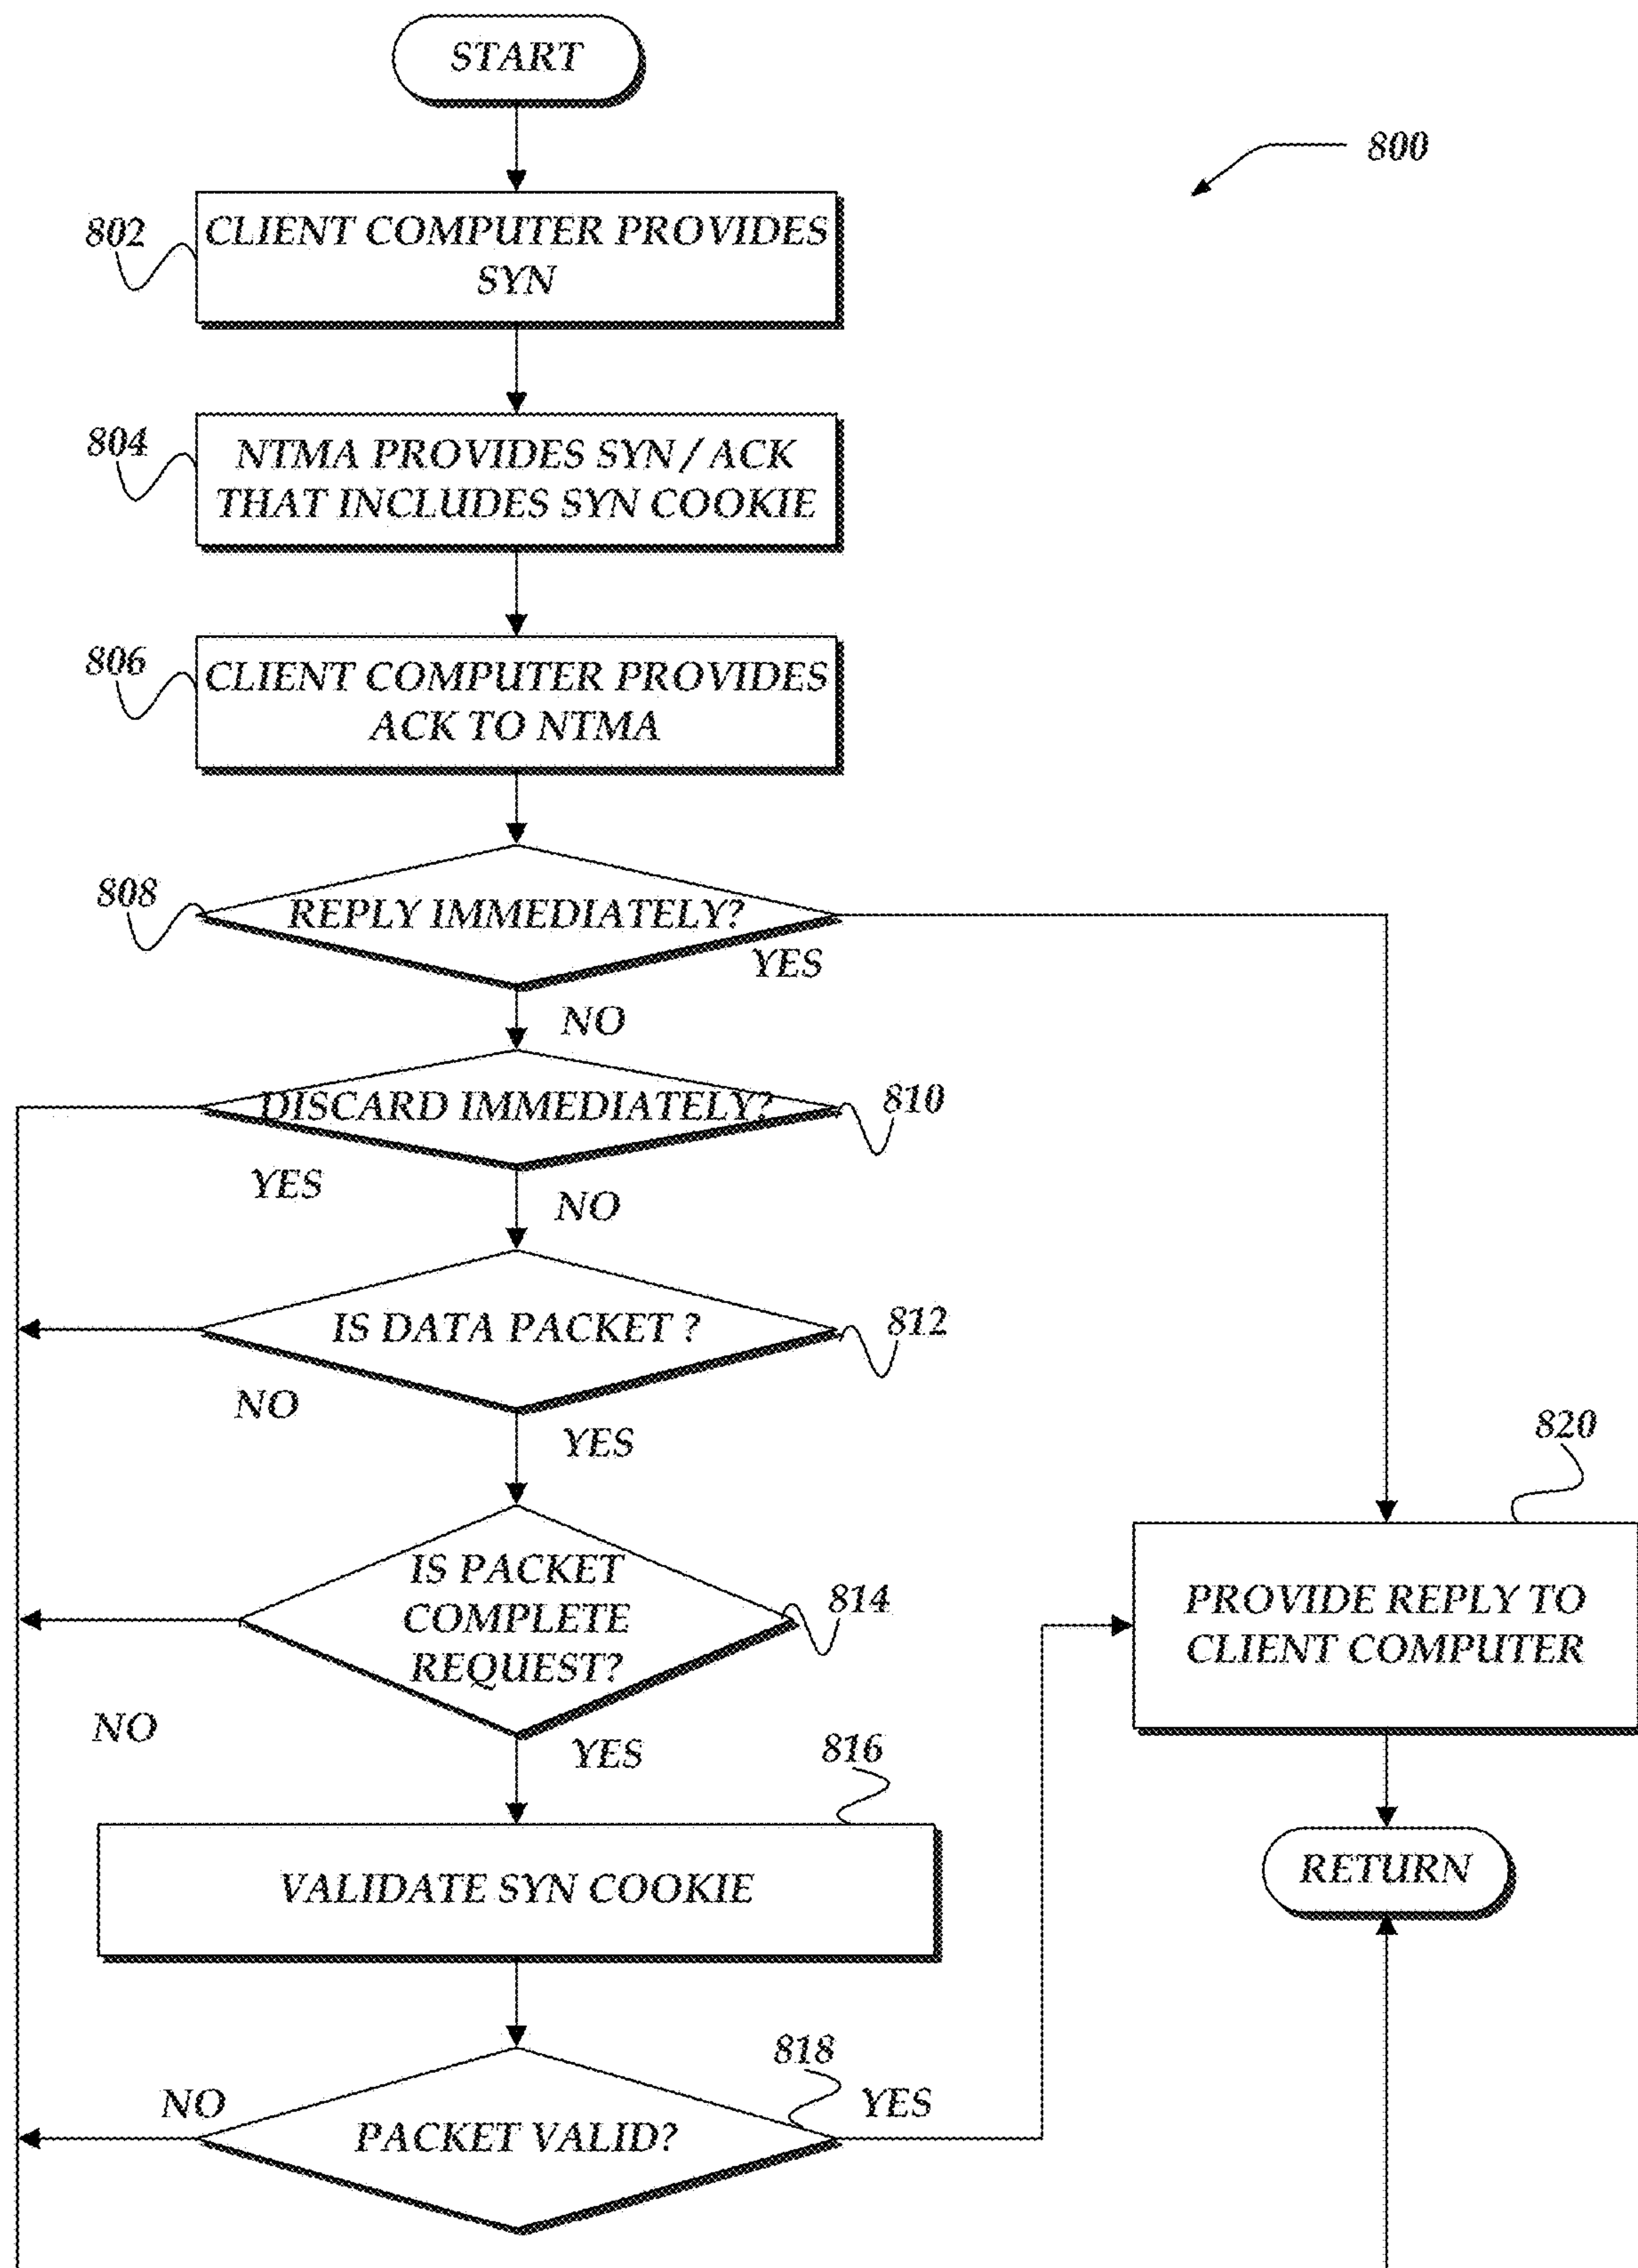 START
800
802
CLIENT COMPUTER PROVIDES
SYN
804
NTMA PROVIDES SYN / ACK
THAT INCLUDES SYN COOKIE
806
CLIENT COMPUTER PROVIDES
ACK TO NTMA
808
REPLY IMMEDIATELY?
YES
NO
DISCARD IMMEDIATELY?
810
YES
NO
IS DATA PACKET ?
812
NO
YES
820
IS PACKET
COMPLETE
REQUEST?
814
PROVIDE REPLY TO
CLIENT COMPUTER
NO
YES
816
VALIDATE SYN COOKIE
RETURN
818
NO
YES
PACKET VALID?